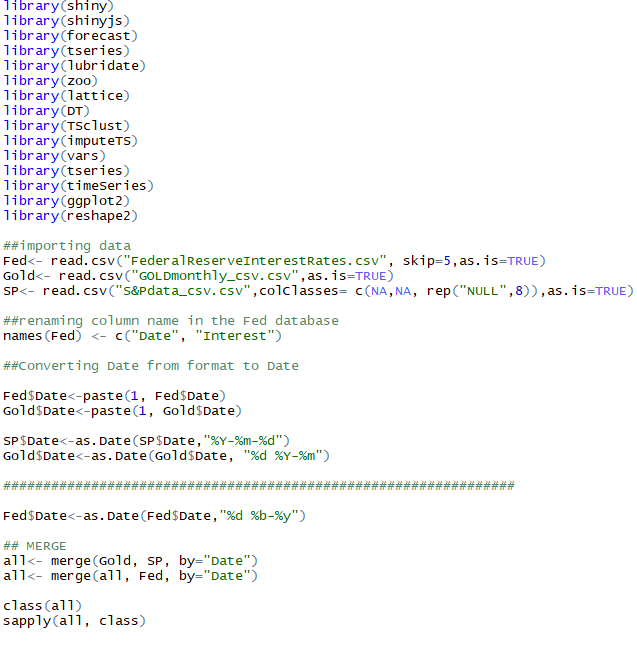 library(shiny)
library(shinyjs)
library(forecast)
library(tseries)
library(lubridate)
library(zoo)
library(lattice)
library(DT)
library(TSclust)
library(imputeTS)
library(vars)
library(tseries)
library(timeSeries)
library(ggplot2)
library(reshape2)
##importing data
Fed<- read.csv("FederalReserveInterestRates.csv", skip=5,as.is=TRUE)
Gold<- read.csv("GOLDmonthly_csv.csv",as.is=TRUE)
SP<- read.csv("S&Pdata_csv.csv",colClasses= c(NA,NA, rep("NULL",8)),as.is=TRUE)
##renaming column name in the Fed database
names(Fed) <- c("Date", "Interest")
##Converting Date from format to Date
Fed$Date<-paste(1, Fed$Date)
Gold$Date<-paste(1, Gold$Date)
SP$Date<-as.Date(SP$Date,"%Y-%m-%d")
Gold$Date<-as.Date(Gold$Date, "%d %Y-%m")
################################################################
Fed$Date<-as.Date(Fed$Date,"%d %b-%y")
## MERGE
all<- merge(Gold, SP, by="Date")
all<- merge(all, Fed, by="Date")
class(all)
sapply(all, class)